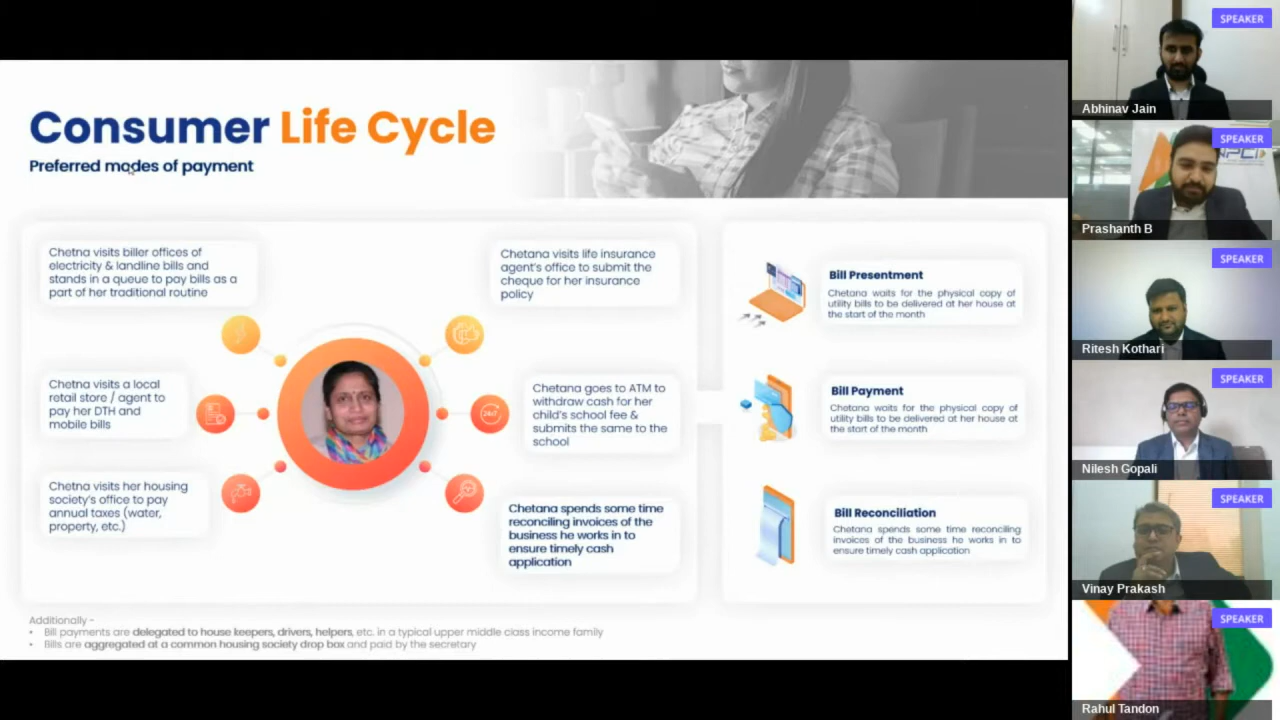 Consumer Life Cycle
Preferred modes of payment
Chetna visits biller offices of
electricity & landline bills and
stands in a queue to pay bills as a
part of her traditional routine
Chetna visits a local
retail store / agent to
pay her DTH and
mobile bills
Chetna visits her housing
society's office to pay
annual taxes (water,
property, etc.)
Chetana visits life insurance
agent's office to submit the
cheque for her insurance
policy
24x7
Chetana goes to ATM to
withdraw cash for her
child's school fee &
submits the same to the
school
Chetana spends some time
reconciling invoices of the
business he works in to
ensure timely cash
application
Bill Presentment
Chetana waits for the physical copy of
utility bills to be delivered at her house at
the start of the month
Bill Payment
Chetana waits for the physical copy of
utility bills to be delivered at her house at
the start of the month
Bill Reconciliation
Chetana spends some time reconciling
invoices of the business he works in to
ensure timely cash application
Additionally -
• Bill payments are delegated to house keepers, drivers, helpers, etc. in a typical upper middle class income family
• Bills are aggregated at a common housing society drop box and paid by the secretary
SPEAKER
Abhinav Jain
SPEAKER
NPCI
Prashanth B
SPEAKER
Ritesh Kothari
SPEAKER
Nilesh Gopali
SPEAKER
Vinay Prakash
SPEAKER
Rahul Tandon